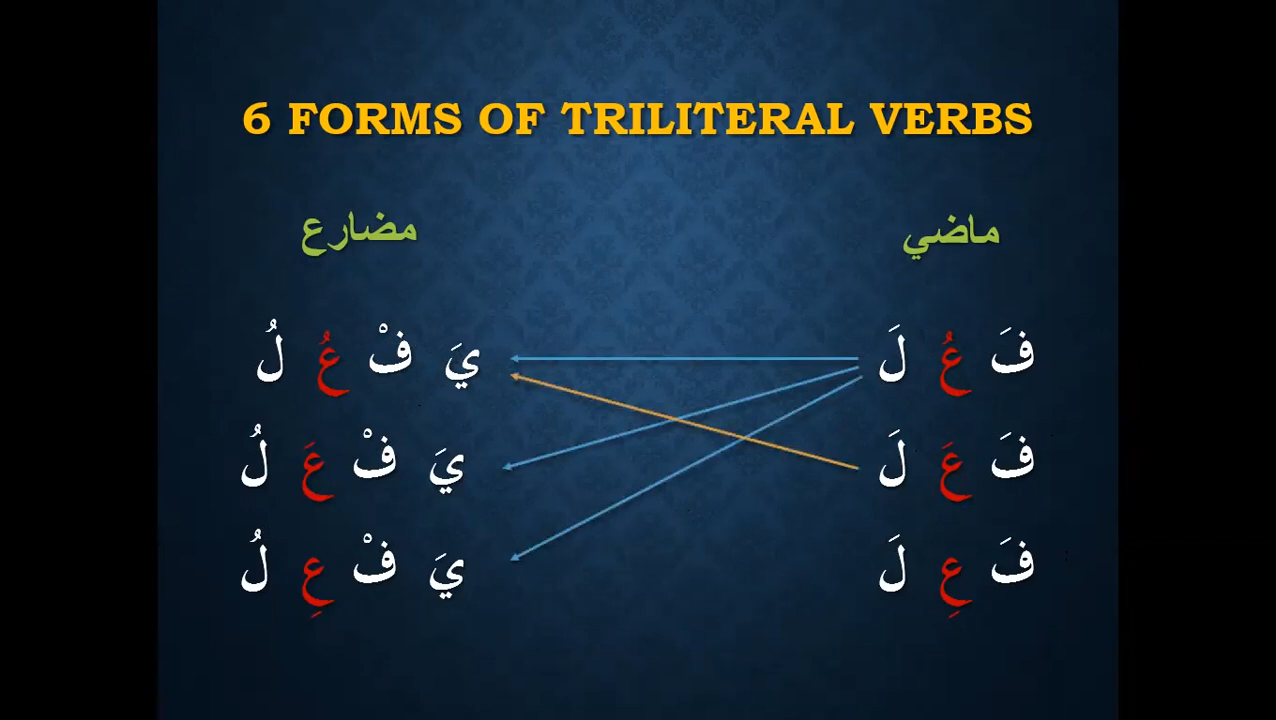 6 FORMS OF TRILITERAL VERBS
ماضي مضارع
فَ عُ لَ يَ فْ عُ لُ
فَ عَ لَ يَ فْ عَ لُ
فَ عِ لَ يَ فْ عِ لُ